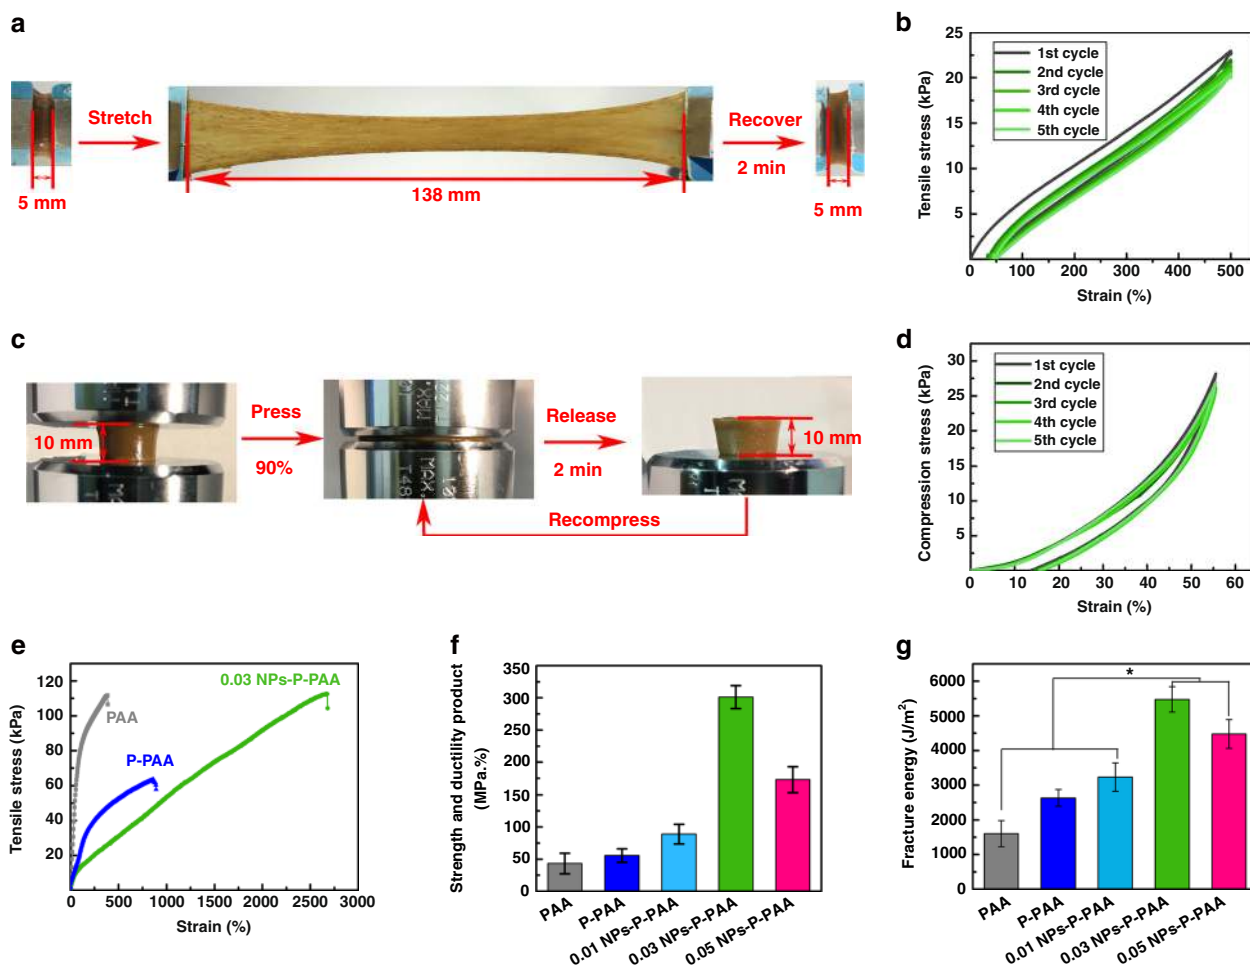 a
Stretch
Recover
2 min
5 mm
138 mm
5 mm
b
Tensile stress (kPa)
25
20
15
10
5
1st cycle
2nd cycle
3rd cycle
4th cycle
5th cycle
0 100 200 300 400 500
Strain (%)
c
10 mm
Press
90%
MAX.
Release
2 min
10 mm
Recompress
d
Compression stress (kPa)
30
25
20
15
10
5
1st cycle
2nd cycle
3rd cycle
4th cycle
5th cycle
0 10 20 30 40 50 60
Strain (%)
e
Tensile stress (kPa)
120
100
80
60
40
20
0.03 NPs-P-PAA
PAA
P-PAA
0 500 1000 1500 2000 2500 3000
Strain (%)
f
Strength and ductility product
(MPa.%)
350
300
250
200
150
100
50
0
PAA
P-PAA
0.01 NPs-P-PAA
0.03 NPs-P-PAA
0.05 NPs-P-PAA
g
Fracture energy (J/m²)
6000
5000
4000
3000
2000
1000
0
*
PAA
P-PAA
0.01 NPs-P-PAA
0.03 NPs-P-PAA
0.05 NPs-P-PAA